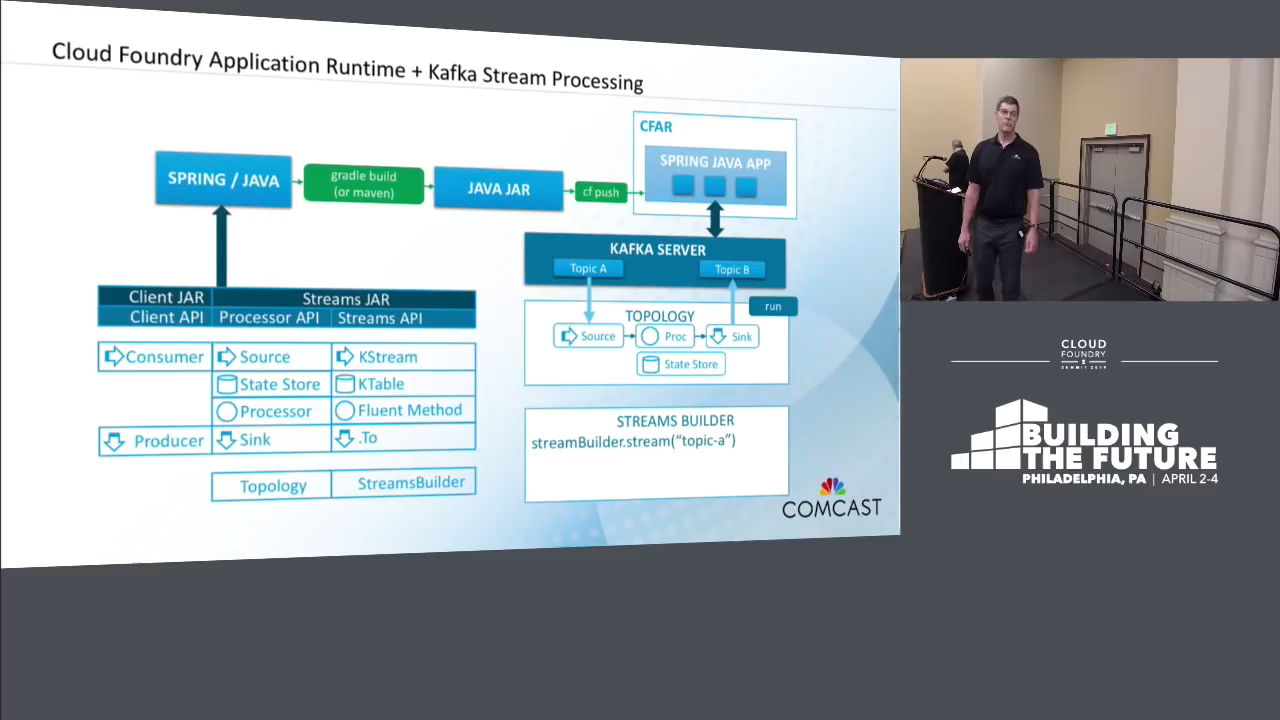 Cloud Foundry Application Runtime + Kafka Stream Processing
SPRING / JAVA
gradle build
(or maven)
JAVA JAR
cf push
CFAR
SPRING JAVA APP
KAFKA SERVER
Topic A
Topic B
run
TOPOLOGY
Source
Proc
Sink
State Store
STREAMS BUILDER
streamBuilder.stream(“topic-a”)
Client JAR
Streams JAR
Client API
Processor API
Streams API
Consumer
Source
KStream
State Store
KTable
Processor
Fluent Method
Producer
Sink
.To
Topology
StreamsBuilder
COMCAST
CLOUD
FOUNDRY
SUMMIT 2019
BUILDING
THE FUTURE
PHILADELPHIA, PA | APRIL 2-4